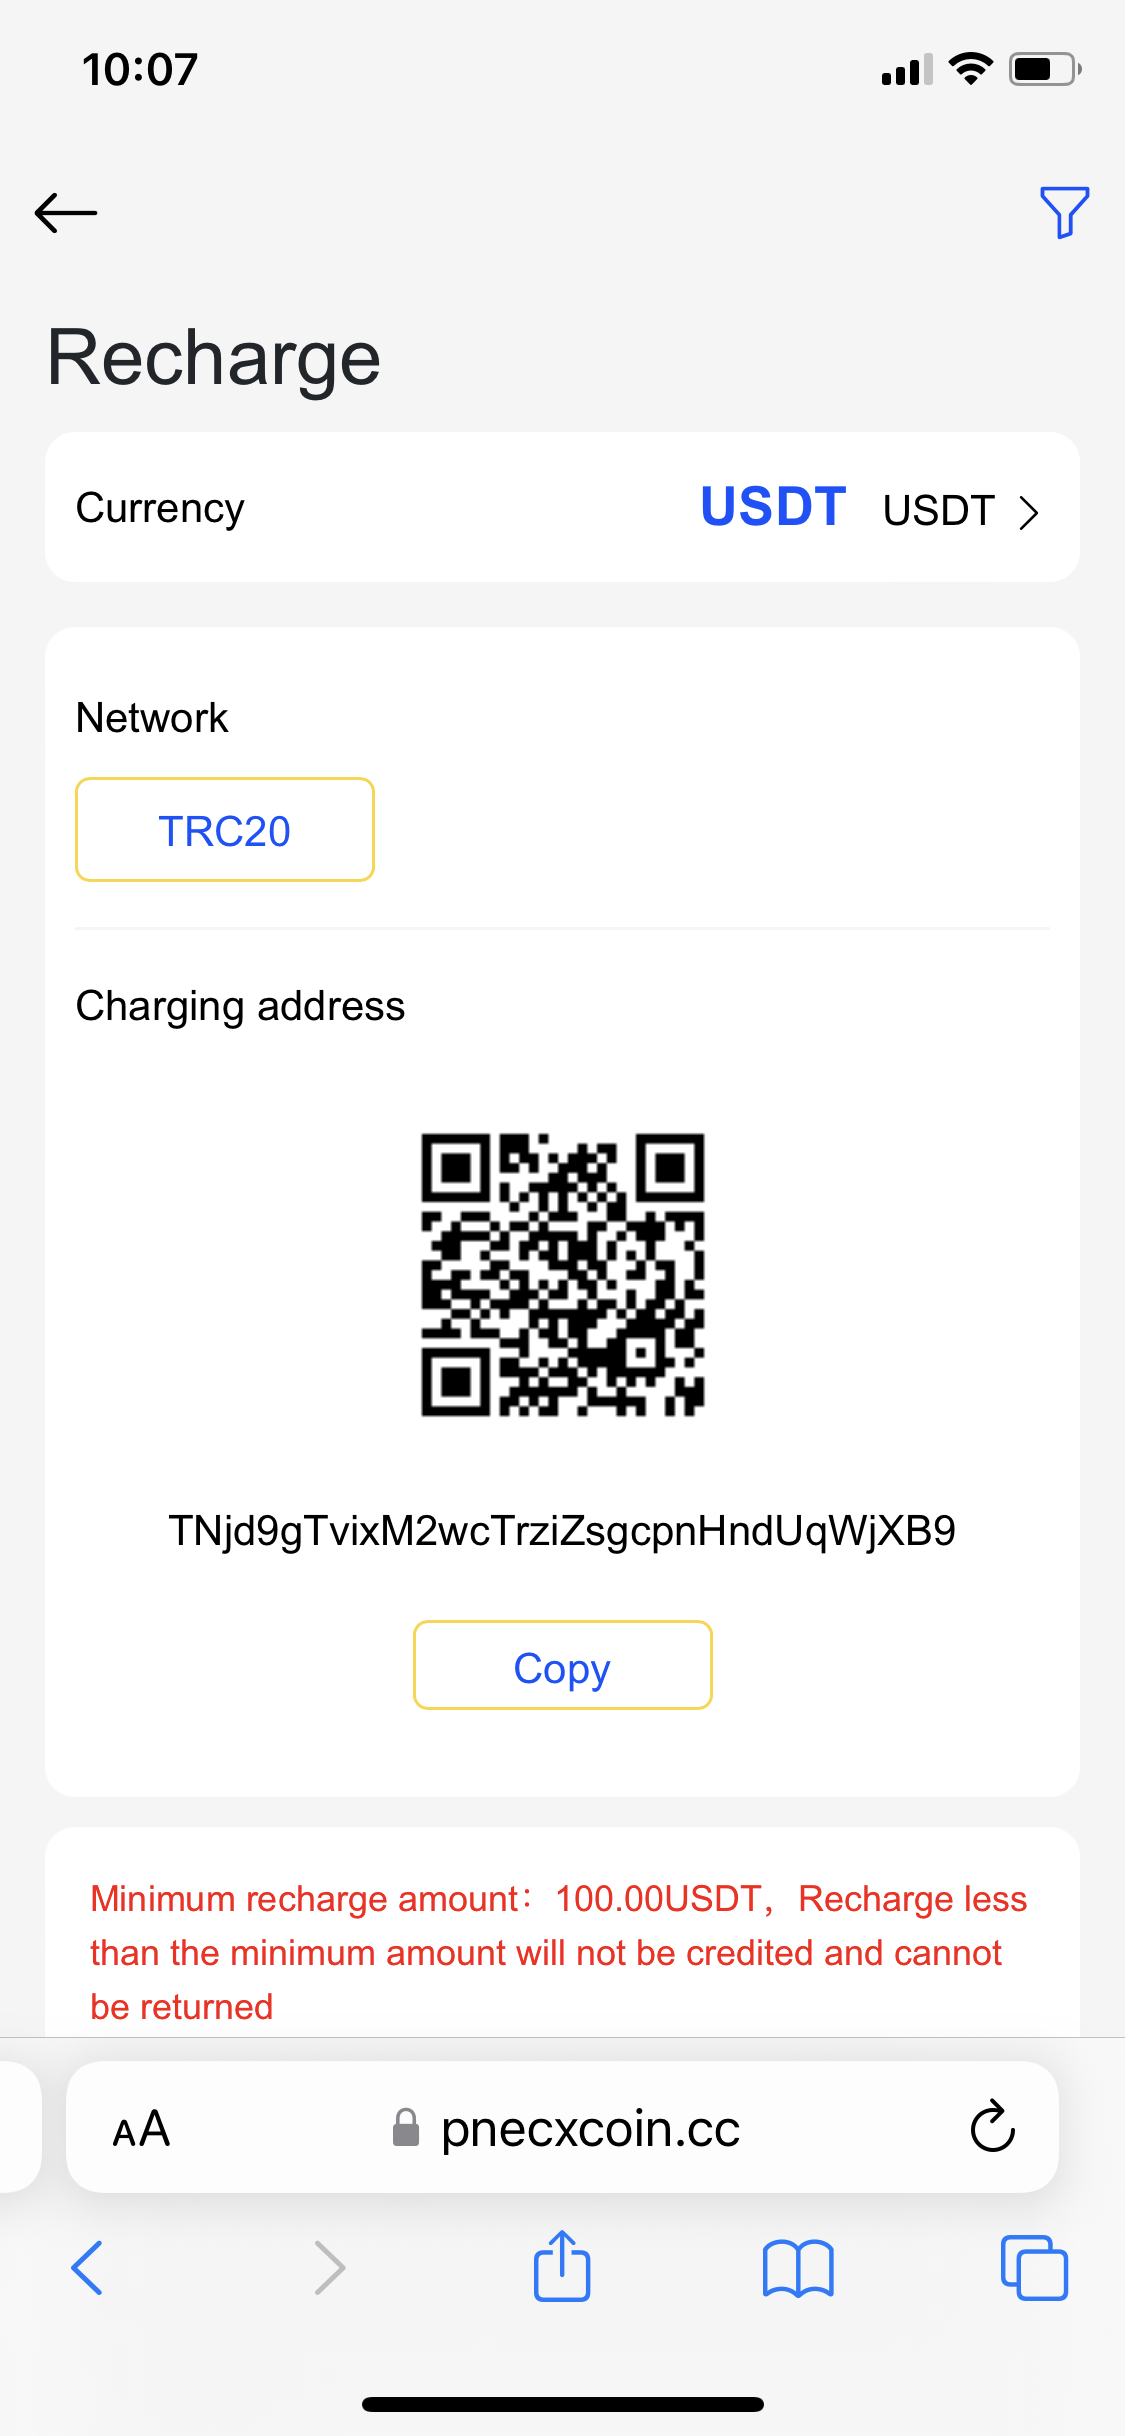 10:07
Recharge
Currency USDT USDT
Network
TRC20
Charging address
TNjd9gTvixM2wcTrziZsgcpnHndUqWjXB9
Copy
Minimum recharge amount：100.00USDT，Recharge less
than the minimum amount will not be credited and cannot
be returned
AA pnecxcoin.cc